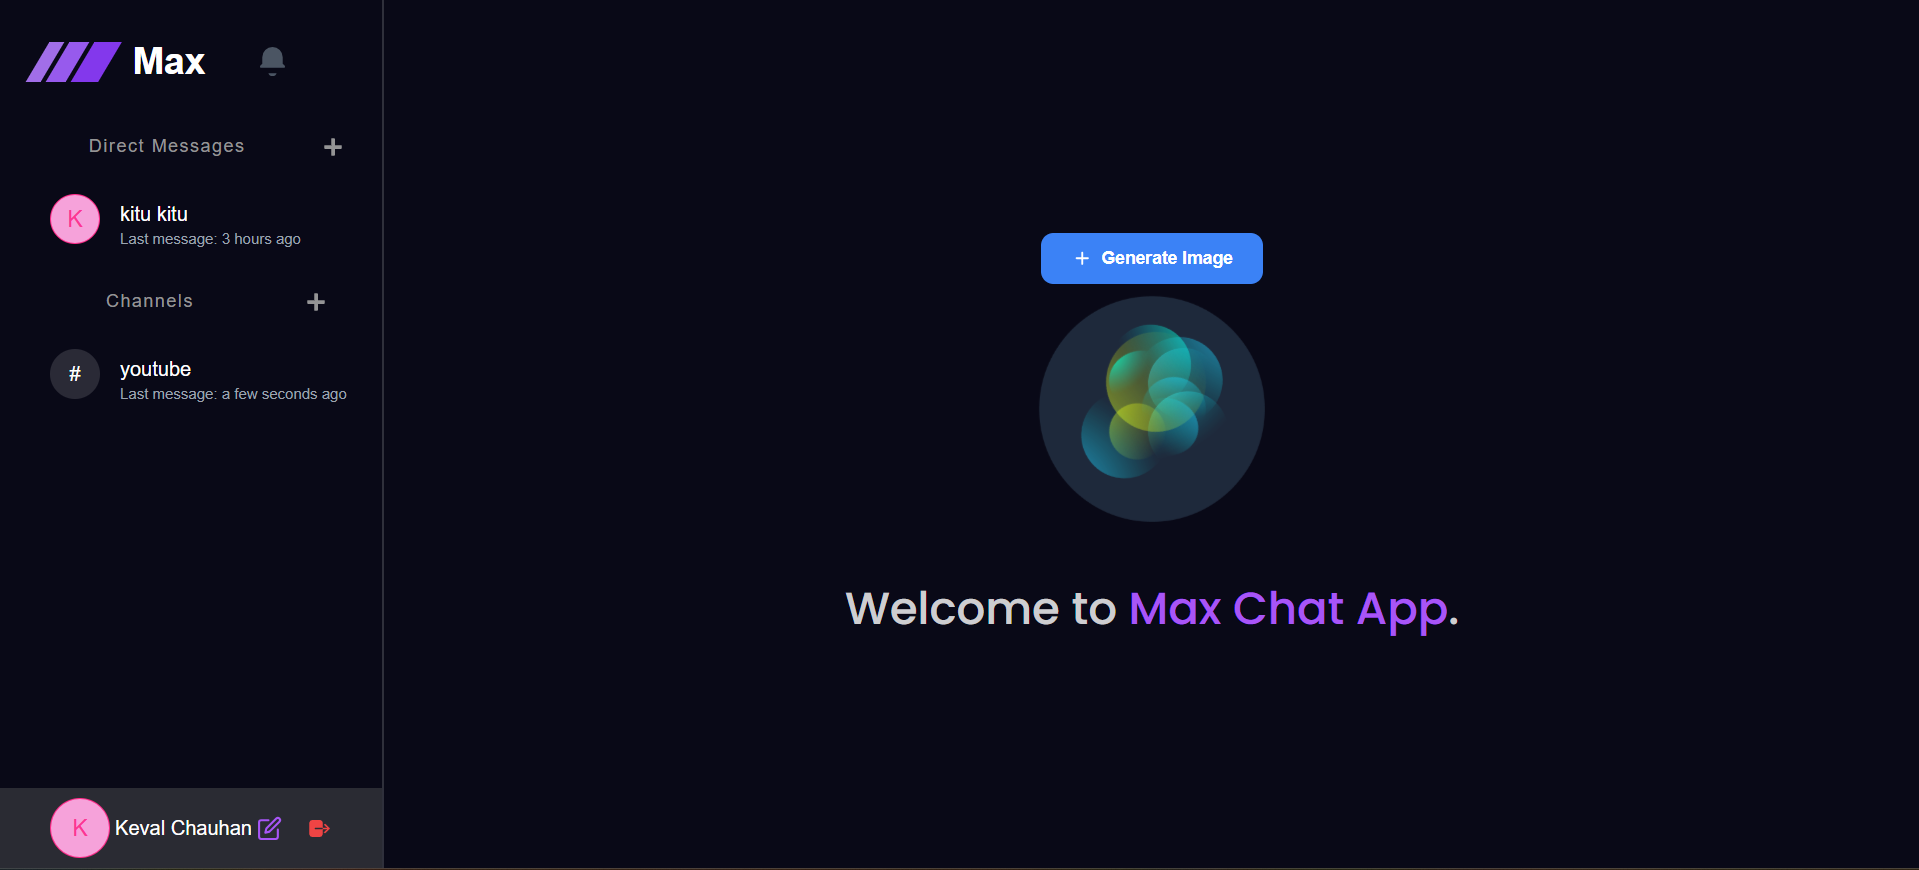 Max
Direct Messages
K
kitu kitu
Last message: 3 hours ago
Channels
#
youtube
Last message: a few seconds ago
K
Keval Chauhan
Generate Image
Welcome to Max Chat App.